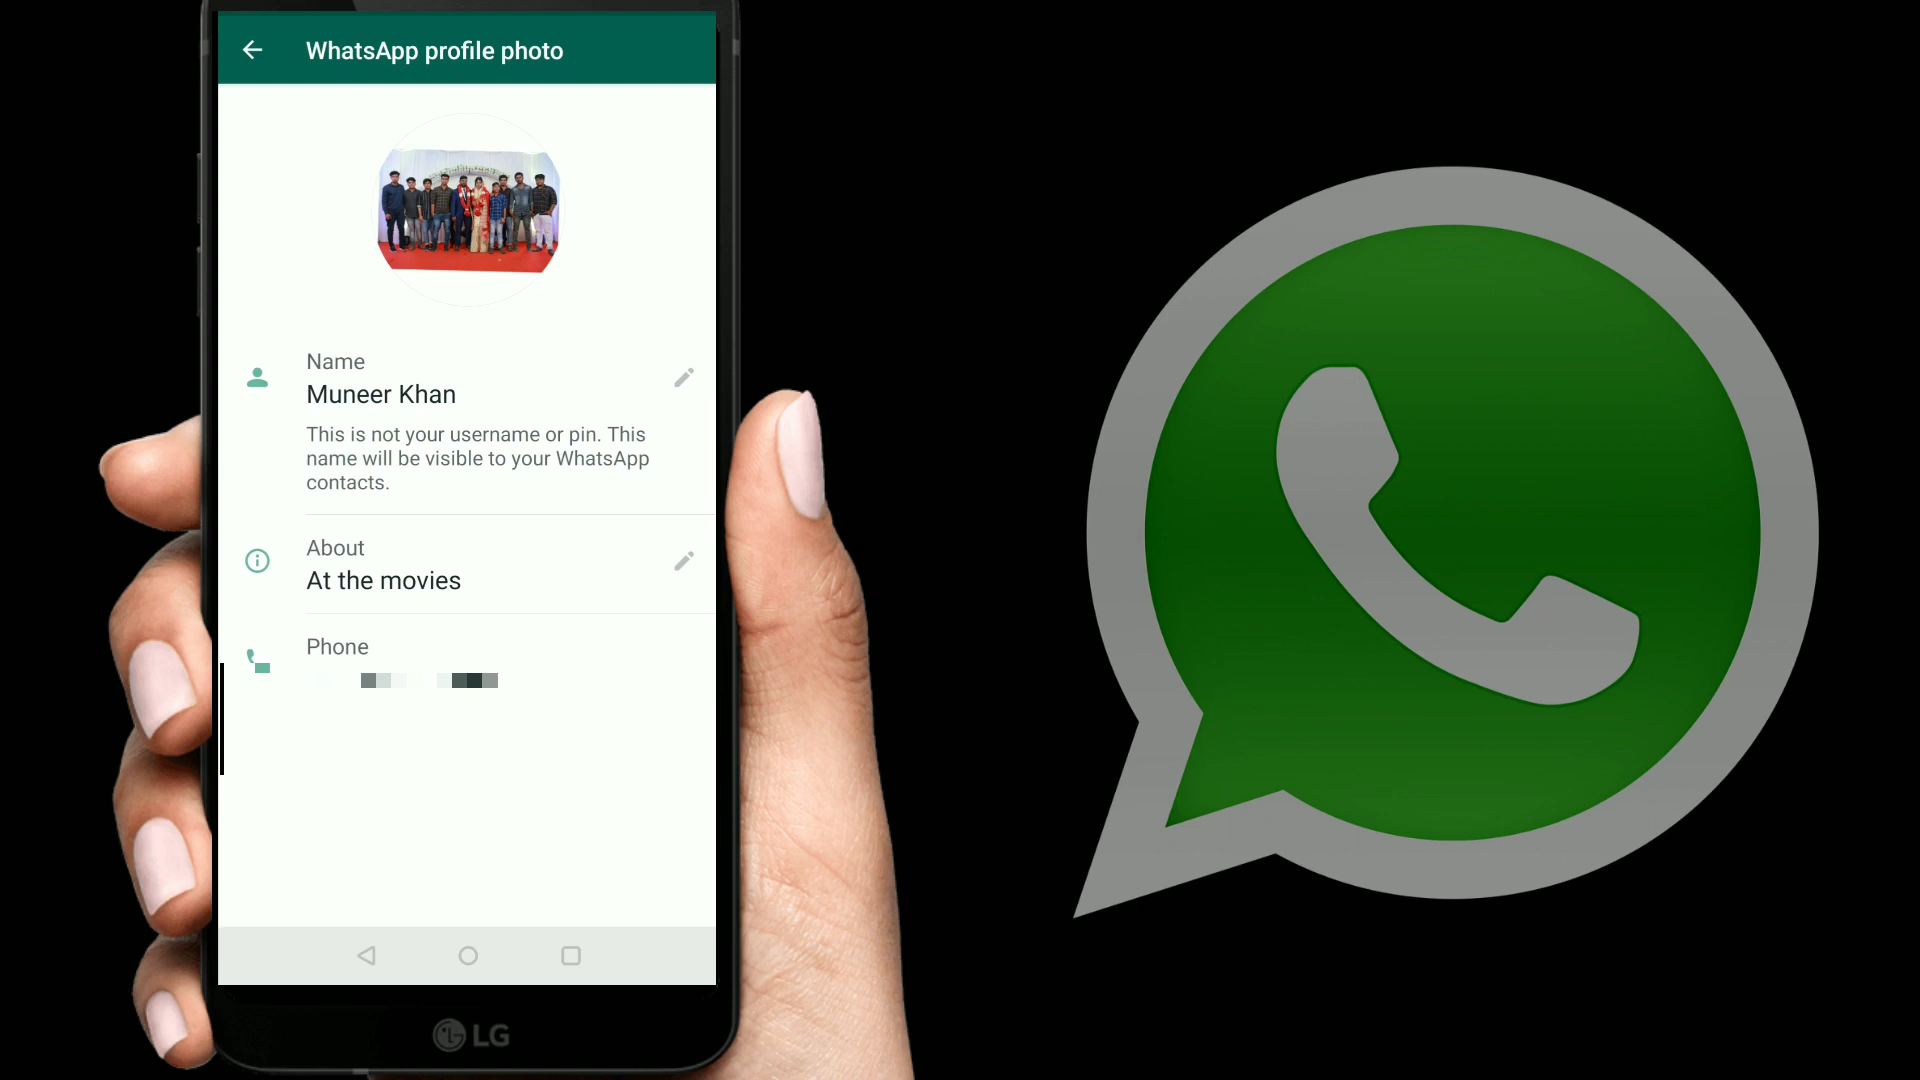 WhatsApp profile photo
Name
Muneer Khan
This is not your username or pin. This
name will be visible to your WhatsApp
contacts.
About
At the movies
Phone
LG